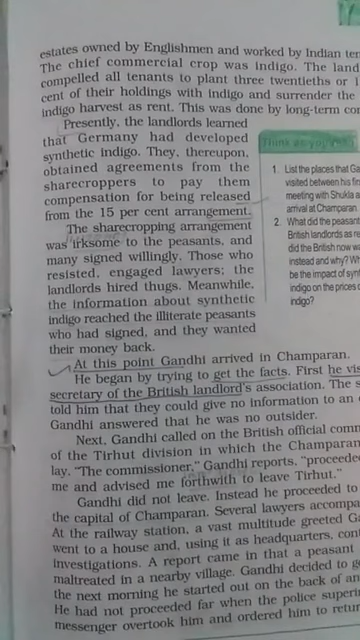 estates owned by Englishmen and worked by Indian ten
The chief commercial crop was indigo. The land
compelled all tenants to plant three twentieths or 1
cent of their holdings with indigo and surrender the
indigo harvest as rent. This was done by long-term con
Presently, the landlords learned
that Germany had developed
synthetic indigo. They, thereupon,
obtained agreements from the
sharecroppers to pay them
compensation for being released
from the 15 per cent arrangement.
The sharecropping arrangement
was irksome to the peasants, and
many signed willingly. Those who
resisted, engaged lawyers; the
landlords hired thugs. Meanwhile,
the information about synthetic
indigo reached the illiterate peasants
who had signed, and they wanted
their money back.
Think as you read
1. List the places that Ga
visited between his fir
meeting with Shukla a
arrival at Champaran.
2. What did the peasant
British landlords as re
did the British now wa
instead and why? Wh
be the impact of synt
indigo on the prices o
indigo?
At this point Gandhi arrived in Champaran.
He began by trying to get the facts. First he vis
secretary of the British landlord's association. The s
told him that they could give no information to an o
Gandhi answered that he was no outsider.
Next, Gandhi called on the British official comm
of the Tirhut division in which the Champaran
lay. "The commissioner," Gandhi reports, "proceede
me and advised me forthwith to leave Tirhut."
Gandhi did not leave. Instead he proceeded to
the capital of Champaran. Several lawyers accompa
At the railway station, a vast multitude greeted Ga
went to a house and, using it as headquarters, cont
investigations. A report came in that a peasant
maltreated in a nearby village. Gandhi decided to g
the next morning he started out on the back of an
He had not proceeded far when the police superi
messenger overtook him and ordered him to retur